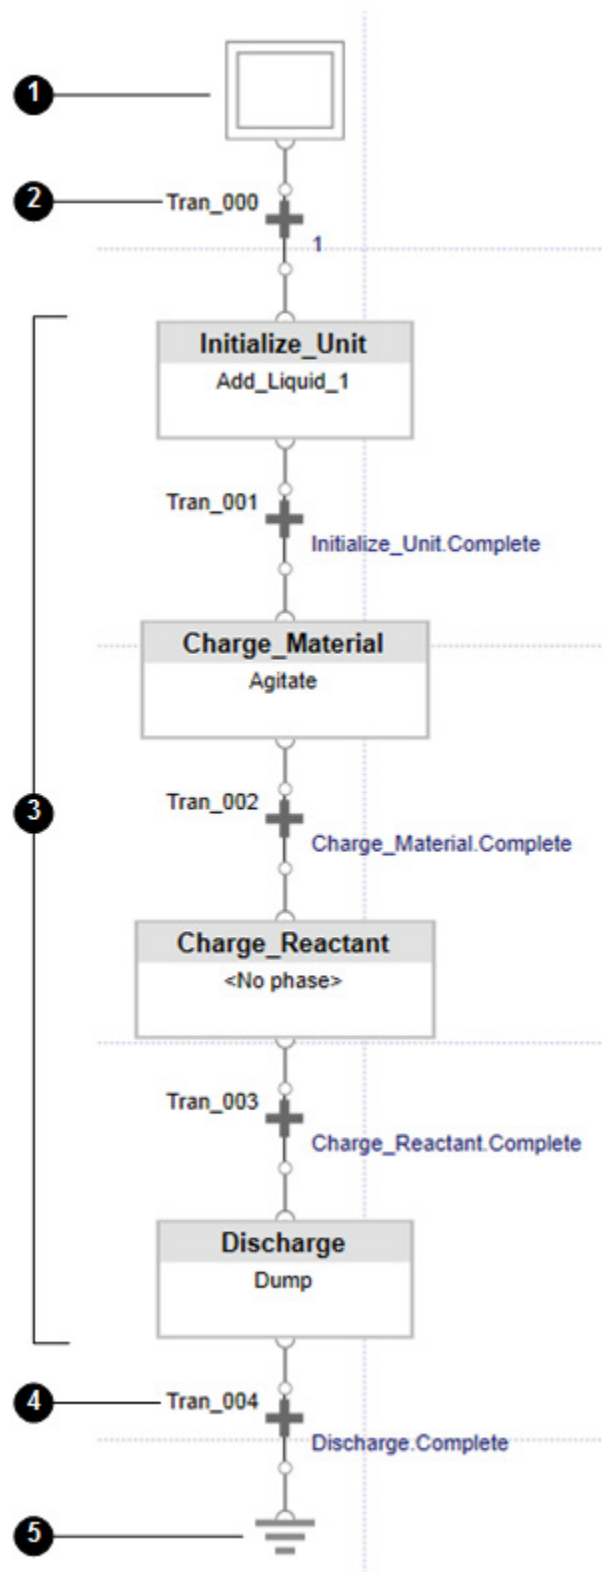 1
2
Tran_000
1
Initialize_Unit
Add_Liquid_1
Tran_001
Initialize_Unit.Complete
Charge_Material
Agitate
3
Tran_002
Charge_Material.Complete
Charge_Reactant
<No phase>
Tran_003
Charge_Reactant.Complete
Discharge
Dump
4
Tran_004
Discharge.Complete
5